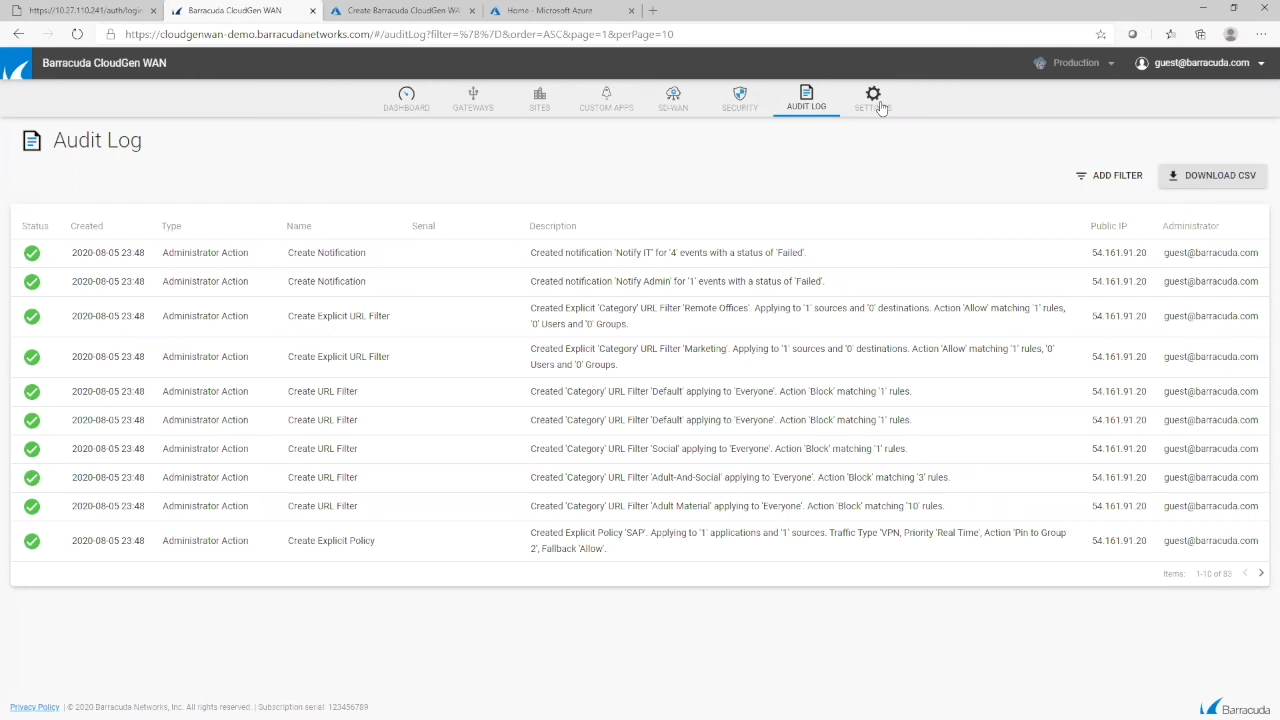 https://10.27.110.241/auth/login
Barracuda CloudGen WAN
Create Barracuda CloudGen WA
Home - Microsoft Azure
https://cloudgenwan-demo.barracudanetworks.com/#/auditLog?filter=%7B%7D&order=ASC&page=1&perPage=10
Barracuda CloudGen WAN
Production
guest@barracuda.com
DASHBOARD
GATEWAYS
SITES
CUSTOM APPS
SD-WAN
SECURITY
AUDIT LOG
SETTINGS
Audit Log
ADD FILTER
DOWNLOAD CSV
Status Created Type Name Serial Description Public IP Administrator
2020-08-05 23:48 Administrator Action Create Notification Created notification 'Notify IT' for '4' events with a status of 'Failed'. 54.161.91.20 guest@barracuda.com
2020-08-05 23:48 Administrator Action Create Notification Created notification 'Notify Admin' for '1' events with a status of 'Failed'. 54.161.91.20 guest@barracuda.com
2020-08-05 23:48 Administrator Action Create Explicit URL Filter Created Explicit 'Category' URL Filter 'Remote Offices'. Applying to '1' sources and '0' destinations. Action 'Allow' matching '1' rules,
'0' Users and '0' Groups. 54.161.91.20 guest@barracuda.com
2020-08-05 23:48 Administrator Action Create Explicit URL Filter Created Explicit 'Category' URL Filter 'Marketing'. Applying to '1' sources and '0' destinations. Action 'Allow' matching '1' rules, '0'
Users and '0' Groups. 54.161.91.20 guest@barracuda.com
2020-08-05 23:48 Administrator Action Create URL Filter Created 'Category' URL Filter 'Default' applying to 'Everyone'. Action 'Block' matching '1' rules. 54.161.91.20 guest@barracuda.com
2020-08-05 23:48 Administrator Action Create URL Filter Created 'Category' URL Filter 'Default' applying to 'Everyone'. Action 'Block' matching '1' rules. 54.161.91.20 guest@barracuda.com
2020-08-05 23:48 Administrator Action Create URL Filter Created 'Category' URL Filter 'Social' applying to 'Everyone'. Action 'Block' matching '1' rules. 54.161.91.20 guest@barracuda.com
2020-08-05 23:48 Administrator Action Create URL Filter Created 'Category' URL Filter 'Adult-And-Social' applying to 'Everyone'. Action 'Block' matching '3' rules. 54.161.91.20 guest@barracuda.com
2020-08-05 23:48 Administrator Action Create URL Filter Created 'Category' URL Filter 'Adult Material' applying to 'Everyone'. Action 'Block' matching '10' rules. 54.161.91.20 guest@barracuda.com
2020-08-05 23:48 Administrator Action Create Explicit Policy Created Explicit Policy 'SAP'. Applying to '1' applications and '1' sources. Traffic Type 'VPN, Priority 'Real Time', Action 'Pin to Group
2', Fallback 'Allow'. 54.161.91.20 guest@barracuda.com
Items: 1-10 of 83
Privacy Policy | © 2020 Barracuda Networks, Inc. All rights reserved. | Subscription serial 123456789
Barracuda